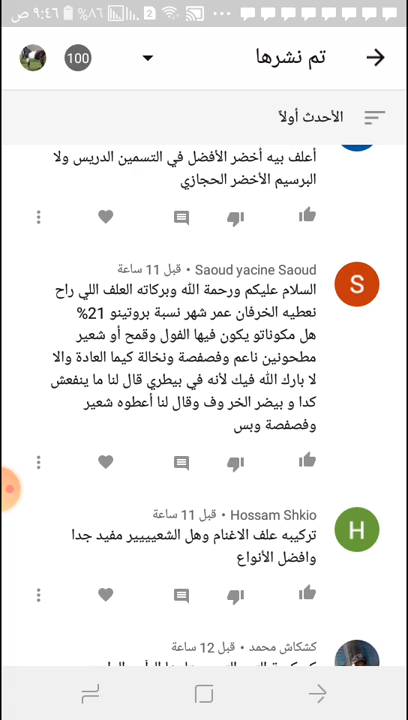 ٩:٤٦ ص
%٨٦
2
تم نشرها
100
الأحدث أولاً
أعلف بيه أخضر الأفضل في التسمين الدريس ولا
البرسيم الأخضر الحجازي
Saoud yacine Saoud • قبل 11 ساعة
S
السلام عليكم ورحمة الله وبركاته العلف اللي راح
نعطيه الخرفان عمر شهر نسبة بروتينو 21%
هل مكوناتو يكون فيها الفول وقمح أو شعير
مطحونين ناعم وفصفصة ونخالة كيما العادة والا
لا بارك الله فيك لأنه في بيطري قال لنا ما ينفعش
كدا و بيضر الخر وف وقال لنا أعطوه شعير
وفصفصة وبس
Hossam Shkio • قبل 11 ساعة
H
تركيبه علف الاغنام وهل الشعيييير مفيد جدا
وافضل الأنواع
كشكاش محمد • قبل 12 ساعة